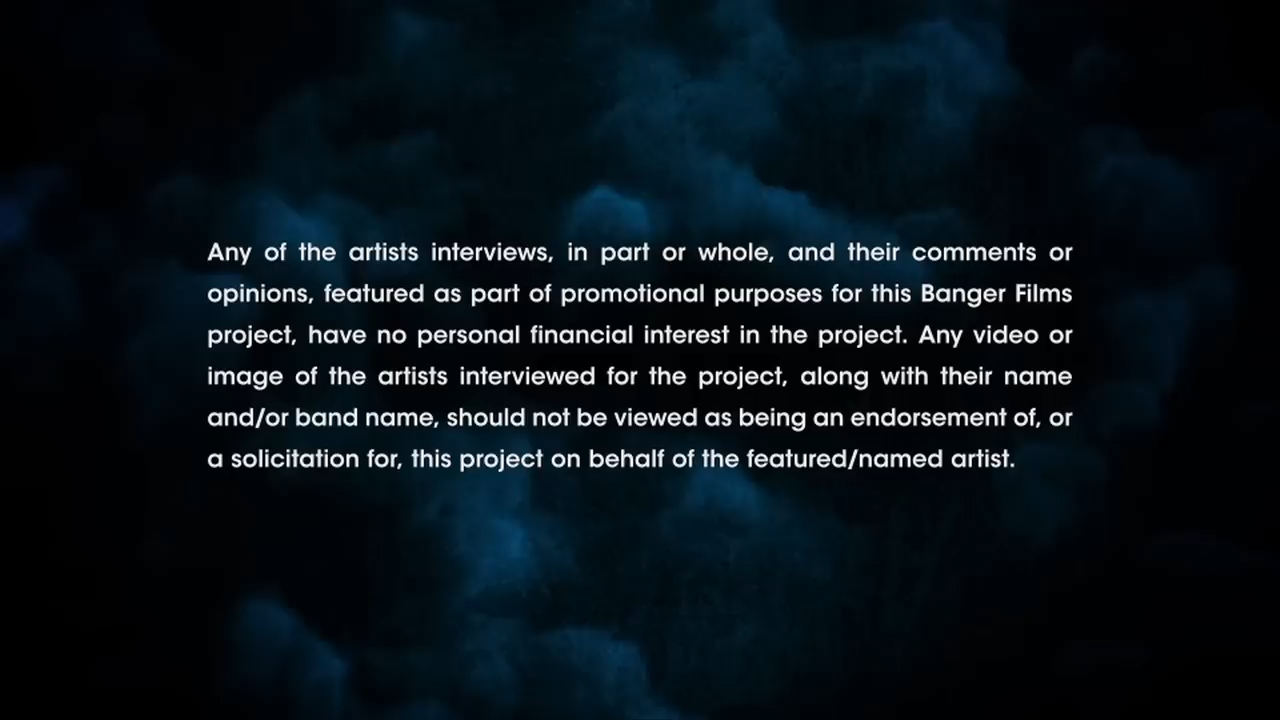 Any of the artists interviews, in part or whole, and their comments or
opinions, featured as part of promotional purposes for this Banger Films
project, have no personal financial interest in the project. Any video or
image of the artists interviewed for the project, along with their name
and/or band name, should not be viewed as being an endorsement of, or
a solicitation for, this project on behalf of the featured/named artist.